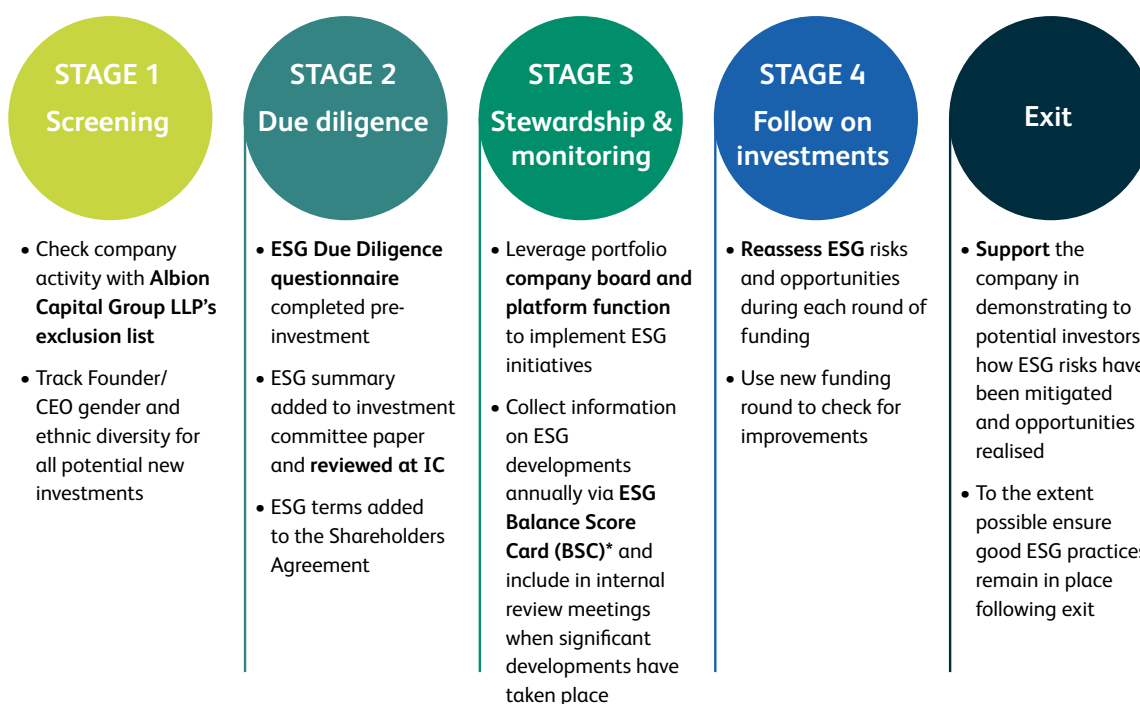 STAGE 1
Screening
• Check company
activity with Albion
Capital Group LLP’s
exclusion list
• Track Founder/
CEO gender and
ethnic diversity for
all potential new
investments
STAGE 2
Due diligence
• ESG Due Diligence
questionnaire
completed pre-
investment
• ESG summary
added to investment
committee paper
and reviewed at IC
• ESG terms added
to the Shareholders
Agreement
STAGE 3
Stewardship &
monitoring
• Leverage portfolio
company board and
platform function
to implement ESG
initiatives
• Collect information
on ESG
developments
annually via ESG
Balance Score
Card (BSC)* and
include in internal
review meetings
when significant
developments have
taken place
STAGE 4
Follow on
investments
• Reassess ESG risks
and opportunities
during each round of
funding
• Use new funding
round to check for
improvements
Exit
• Support the
company in
demonstrating to
potential investors
how ESG risks have
been mitigated
and opportunities
realised
• To the extent
possible ensure
good ESG practices
remain in place
following exit